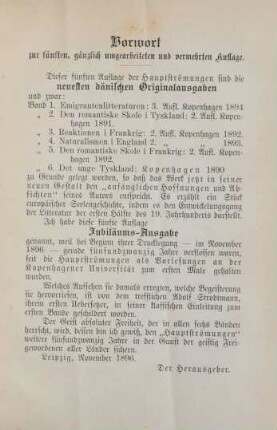 Vorwort
zur fünften, gänzlich umgearbeiteten und vermehrten Auflage.
Dieser fünften Auflage der Hauptströmungen sind die
neuesten dänischen Originalausgaben
und zwar:
Band 1. Emigrantenlitteraturen: 3. Aufl. Kopenhagen 1894
„ 2. Den romantiske Skole i Tyskland: 2. Aufl. Kopen-
hagen 1891.
„ 3. Reaktionen i Frankrig: 2. Aufl. Kopenhagen 1892.
„ 4. Naturalismen i England 2. „ „ 1893.
„ 5. Den romantiske Skole i Frankrig: 2. Aufl. Kopen-
hagen 1892.
„ 6. Det unge Tyskland: Kopenhagen 1890
zu Grunde gelegt worden, so daß das Werk jetzt in seiner
neuen Gestalt den „anfänglichen Hoffnungen und Ab-
sichten“ seines Autors entspricht. Es ergänzt ein Stück
europäischer Seelengeschichte, indem es den Entwickelungsgang
der Litteratur der ersten Hälfte des 19. Jahrhunderts darstellt.
Ich habe diese fünfte Auflage
Jubiläums-Ausgabe
genannt, weil bei Beginn ihrer Drucklegung — im November
1896 — gerade fünfundzwanzig Jahre verflossen waren,
seit die Hauptströmungen als Vorlesungen an der
Kopenhagener Universität zum ersten Male gehalten
wurden.
Welches Aufsehen sie damals erregten, welche Begeisterung
sie hervorriefen, ist von dem trefflichen Adolf Strodtmann,
ihrem ersten Uebersetzer, in seiner klassischen Einleitung zum
ersten Bande geschildert worden.
Der Geist absoluter Freiheit, der in allen sechs Bänden
herrscht, wird, dessen bin ich gewiß, den „Hauptströmungen“
weitere fünfundzwanzig Jahre in der Gunst der geistig Frei-
gewordenen aller Länder sichern.
Leipzig, November 1896.
Der Herausgeber.